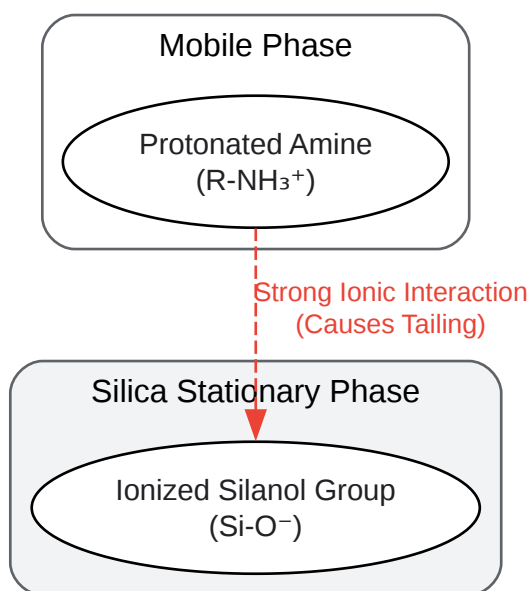 Mobile Phase
Protonated Amine
(R-NH₃⁺)
Strong Ionic Interaction
(Causes Tailing)
Silica Stationary Phase
Ionized Silanol Group
(Si-O⁻)